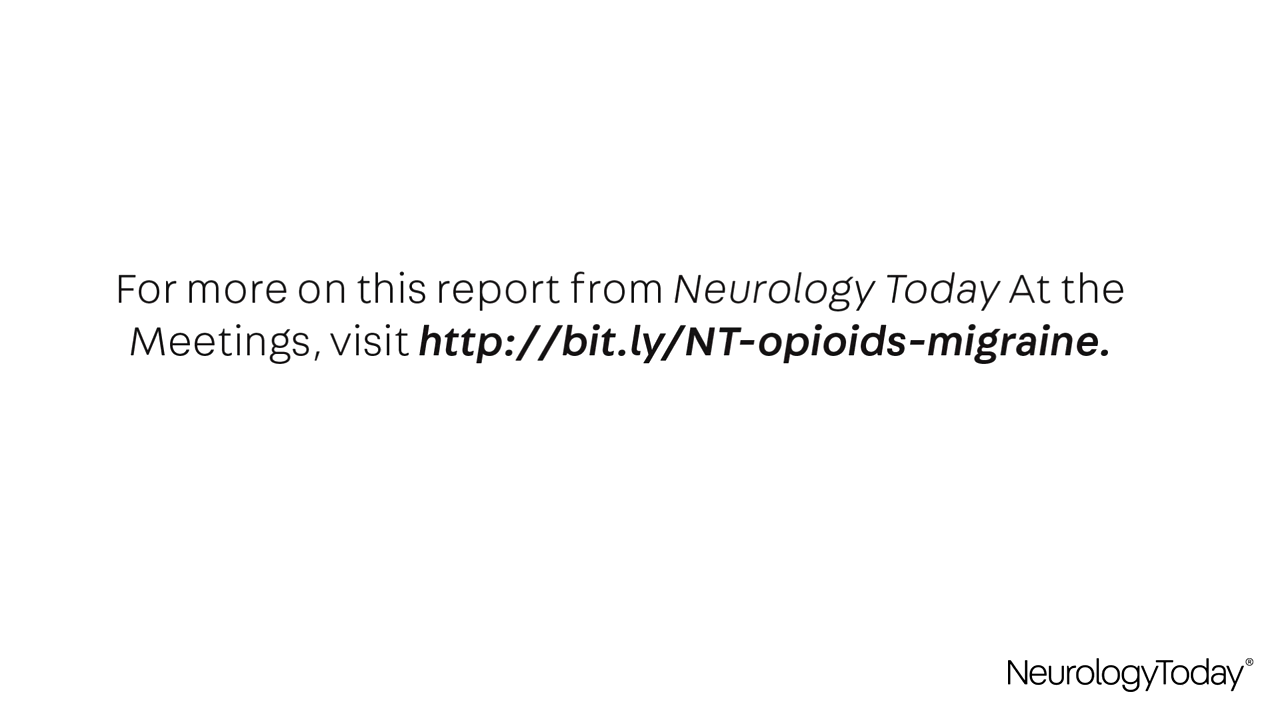 For more on this report from Neurology Today At the
Meetings, visit http://bit.ly/NT-opioids-migraine.
NeurologyToday®